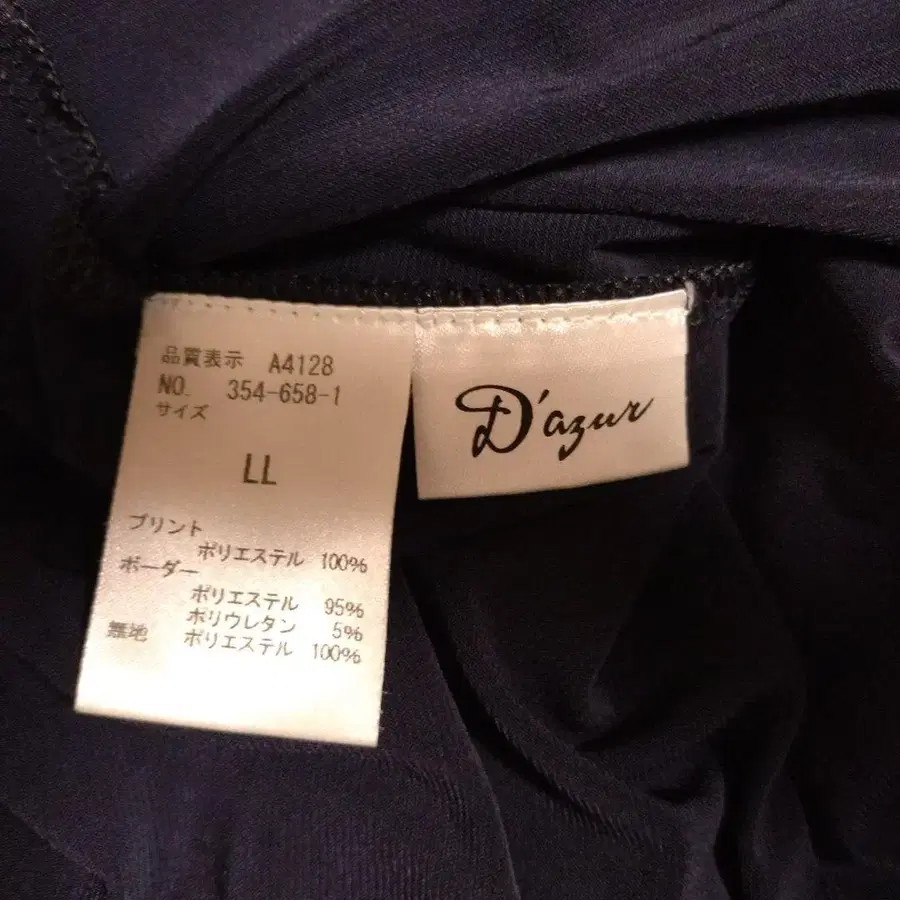 品質表示 A4128
NO. 354-658-1
サイズ
LL
プリント
ポリエステル 100%
ボーダー
ポリエステル 95%
ポリウレタン 5%
無地 ポリエステル 100%
D'azur